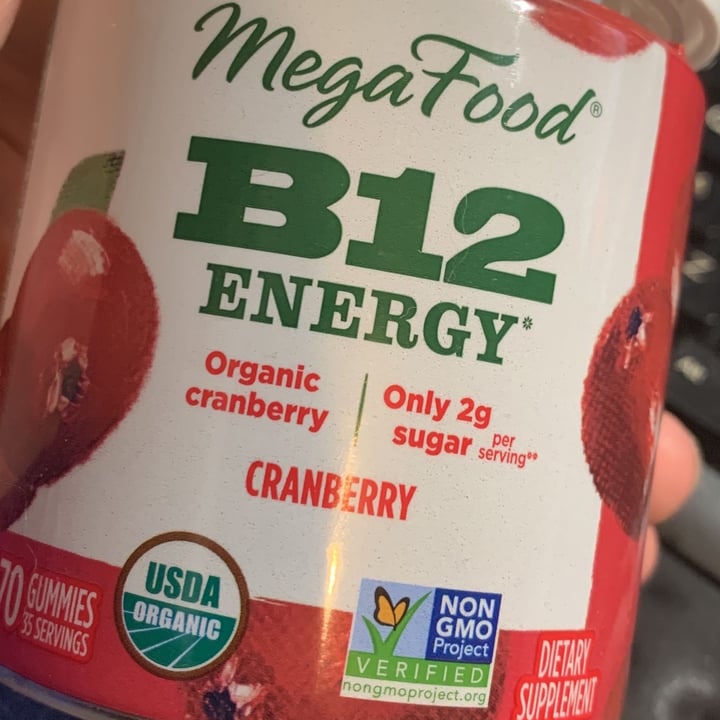 MegaFood®
B12
ENERGY*
Organic
cranberry
Only 2g
sugar per
serving**
CRANBERRY
70 GUMMIES
35 SERVINGS
USDA
ORGANIC
NON
GMO
Project
VERIFIED
nongmoproject.org
DIETARY
SUPPLEMENT